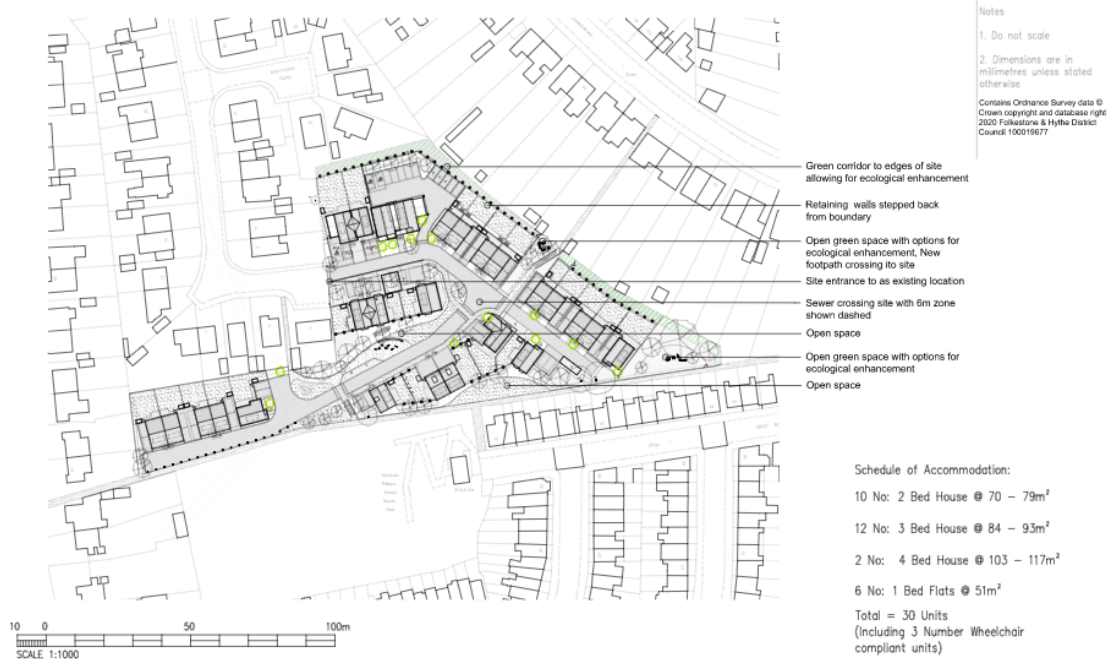 Notes
1. Do not scale
2. Dimensions are in
millimetres unless stated
otherwise
Contains Ordnance Survey data ©
Crown copyright and database right
2020 Folkestone & Hythe District
Council 100019677
Green corridor to edges of site
allowing for ecological enhancement
Retaining walls stepped back
from boundary
Open green space with options for
ecological enhancement, New
footpath crossing ito site
Site entrance to as existing location
Sewer crossing site with 6m zone
shown dashed
Open space
Open green space with options for
ecological enhancement
Open space
Schedule of Accommodation:
10 No: 2 Bed House @ 70 - 79m²
12 No: 3 Bed House @ 84 - 93m²
2 No: 4 Bed House @ 103 - 117m²
6 No: 1 Bed Flats @ 51m²
Total = 30 Units
(Including 3 Number Wheelchair
compliant units)
10 0 50 100m
SCALE 1:1000